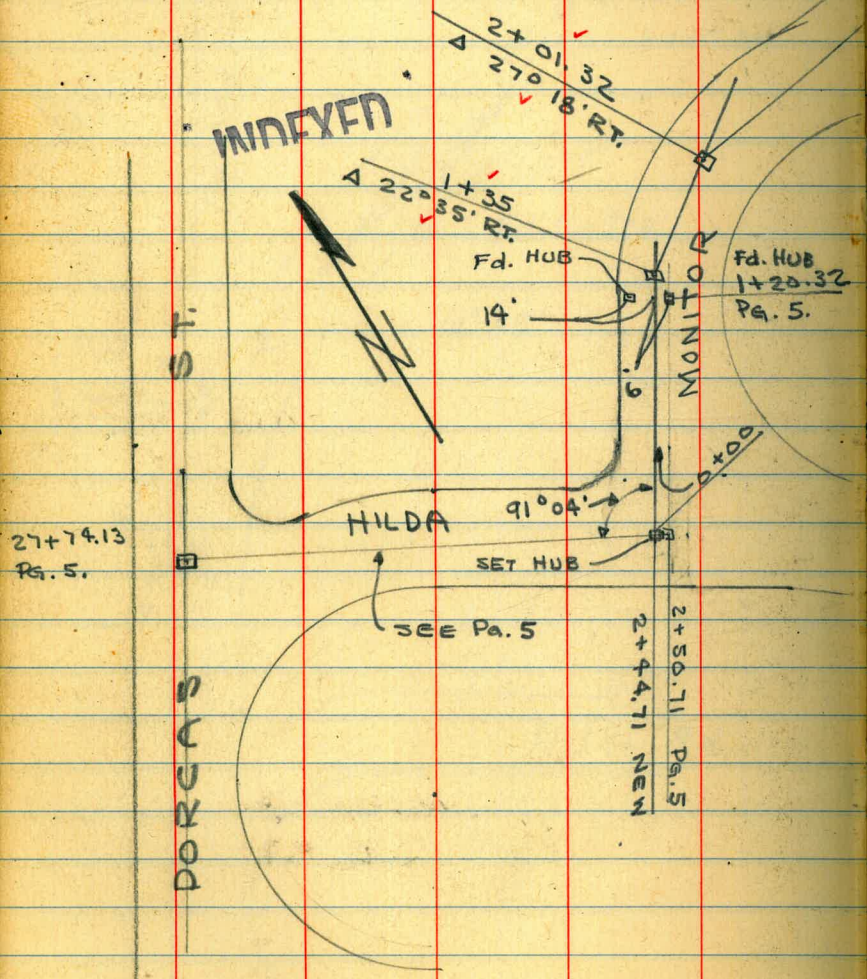 2+ 01.32
Δ 27° 18' RT.
INDEXED
1+35
Δ 22° 35' RT.
Fd. HUB
Fd. HUB
1+20.32
PG. 5.
14'
6'
MONITOR
ST.
0+00
91° 04'
HILDA
27+74.13
PG. 5.
SET HUB
SEE PG. 5
2+50.71 PG. 5
2+44.71 NEW
DORCAS